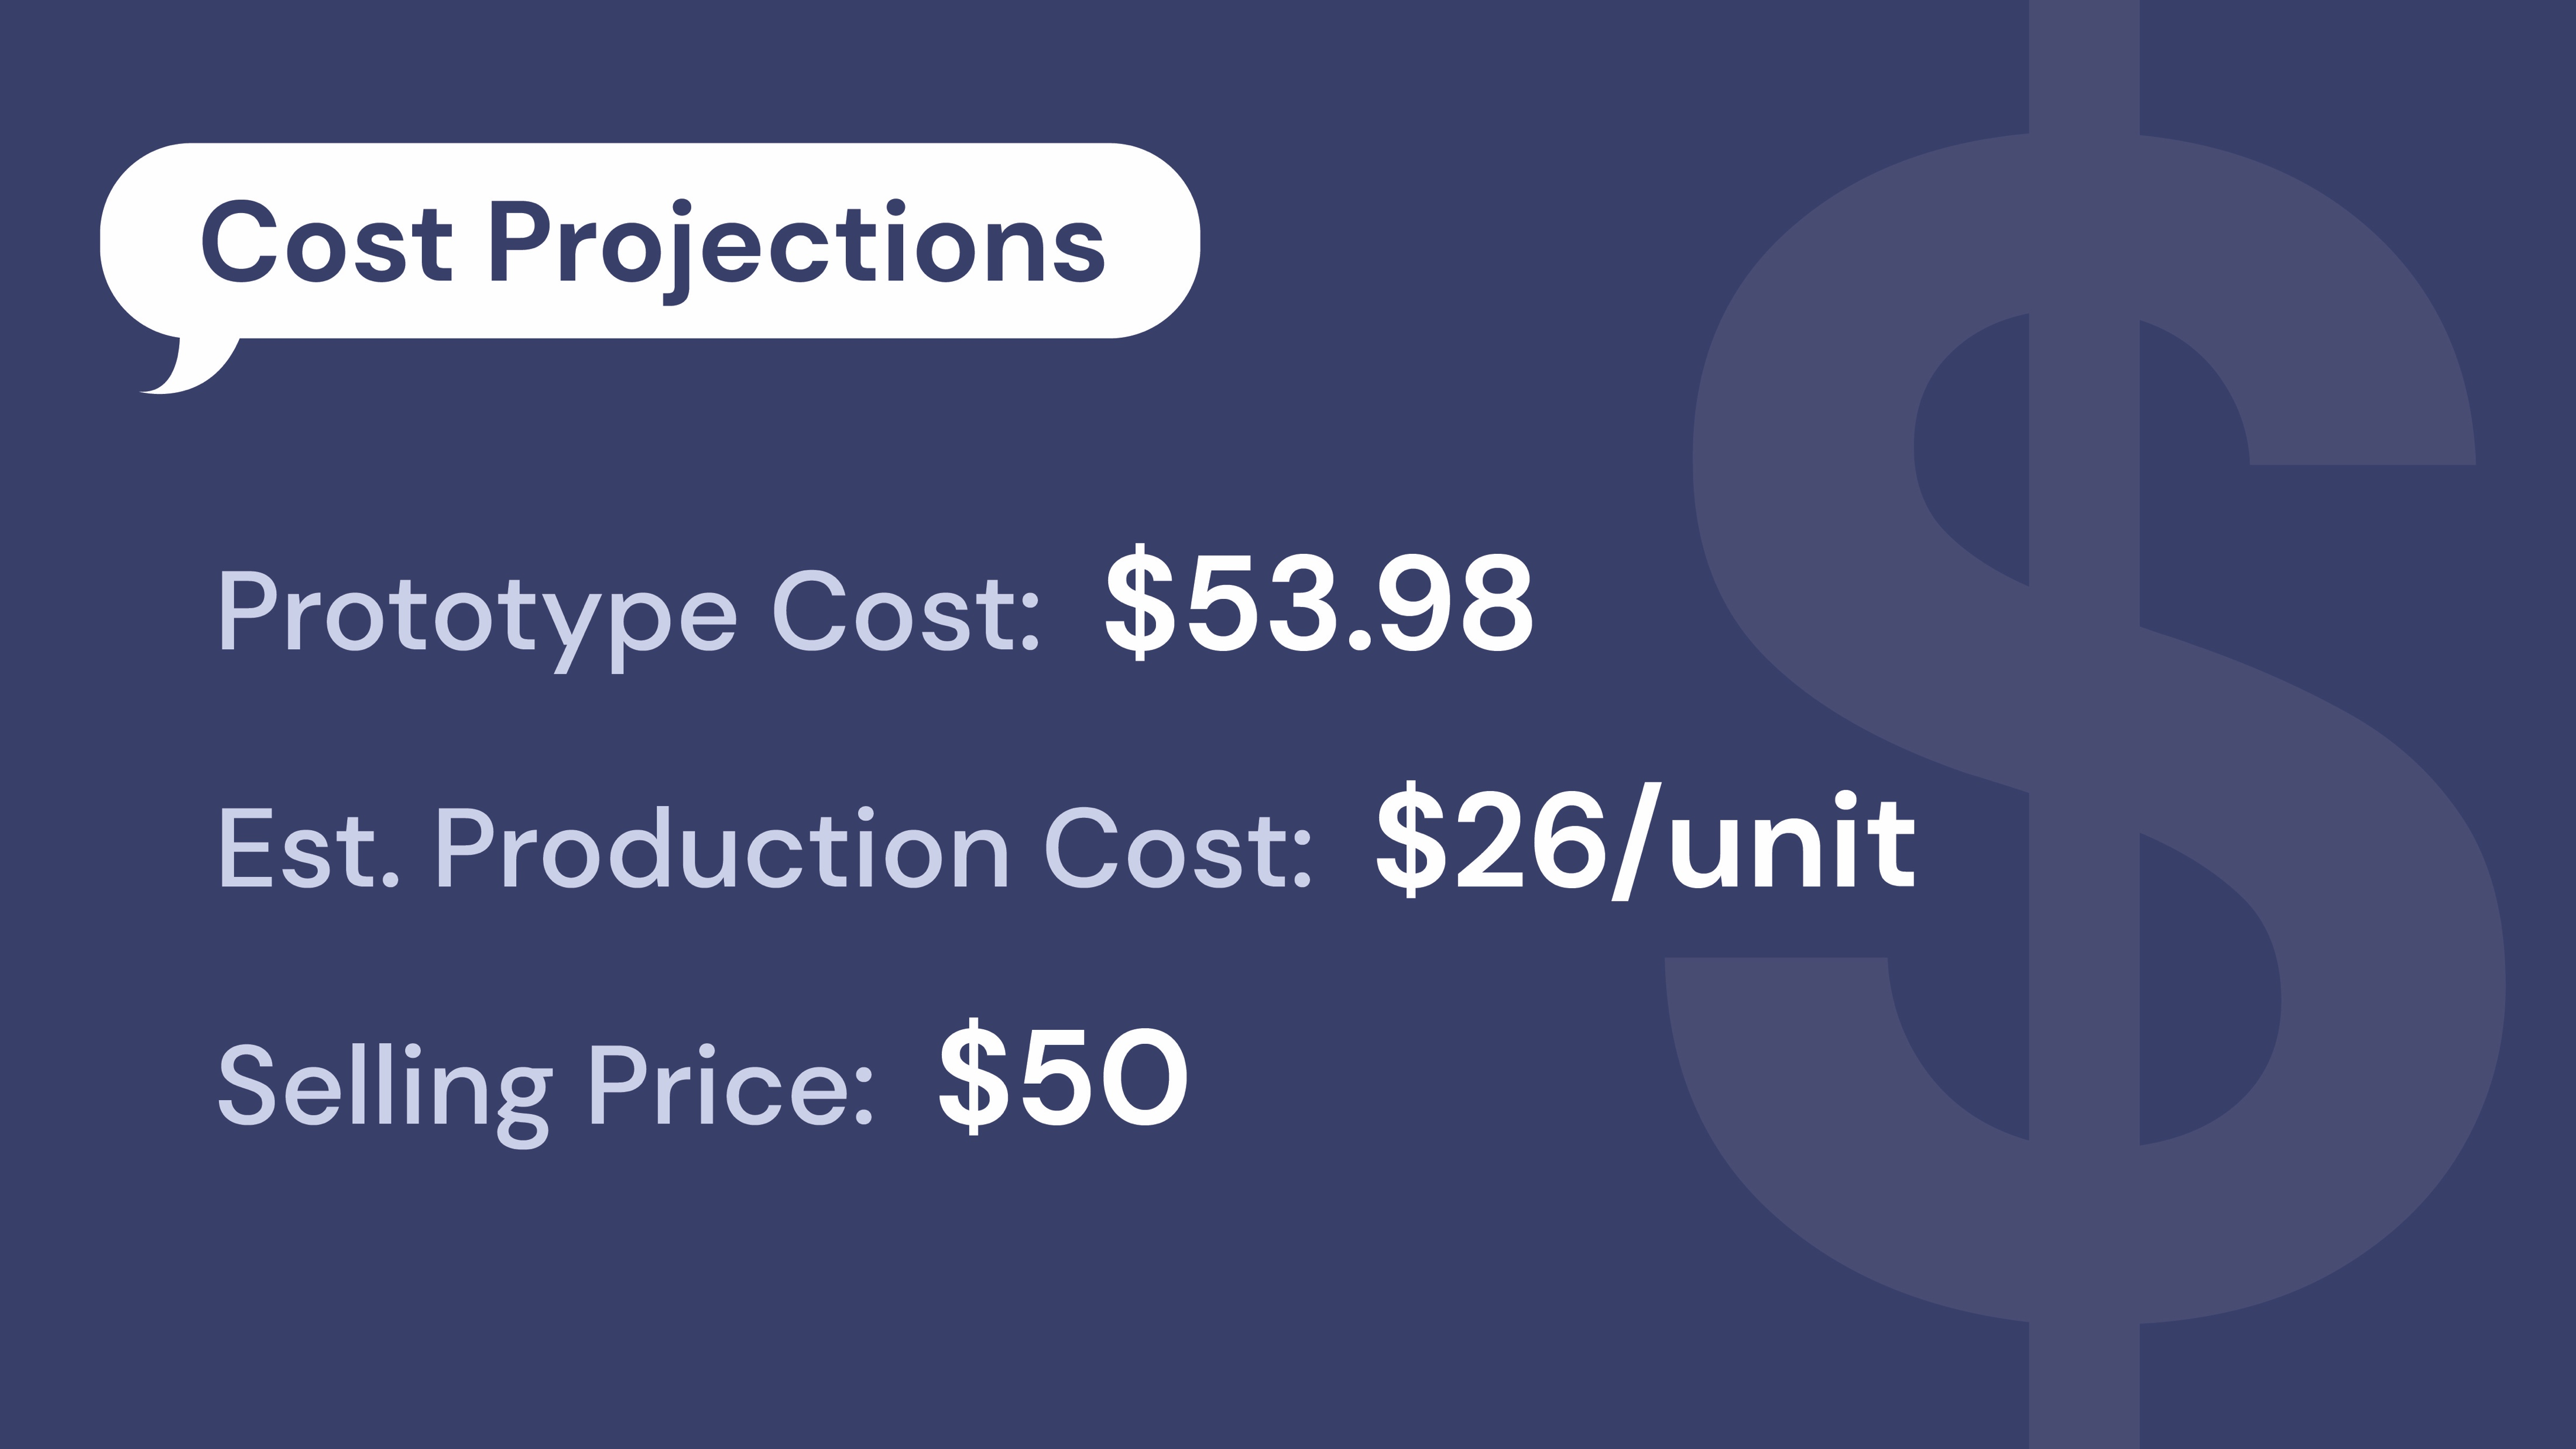 Cost Projections
Prototype Cost: $53.98
Est. Production Cost: $26/unit
Selling Price: $50
$